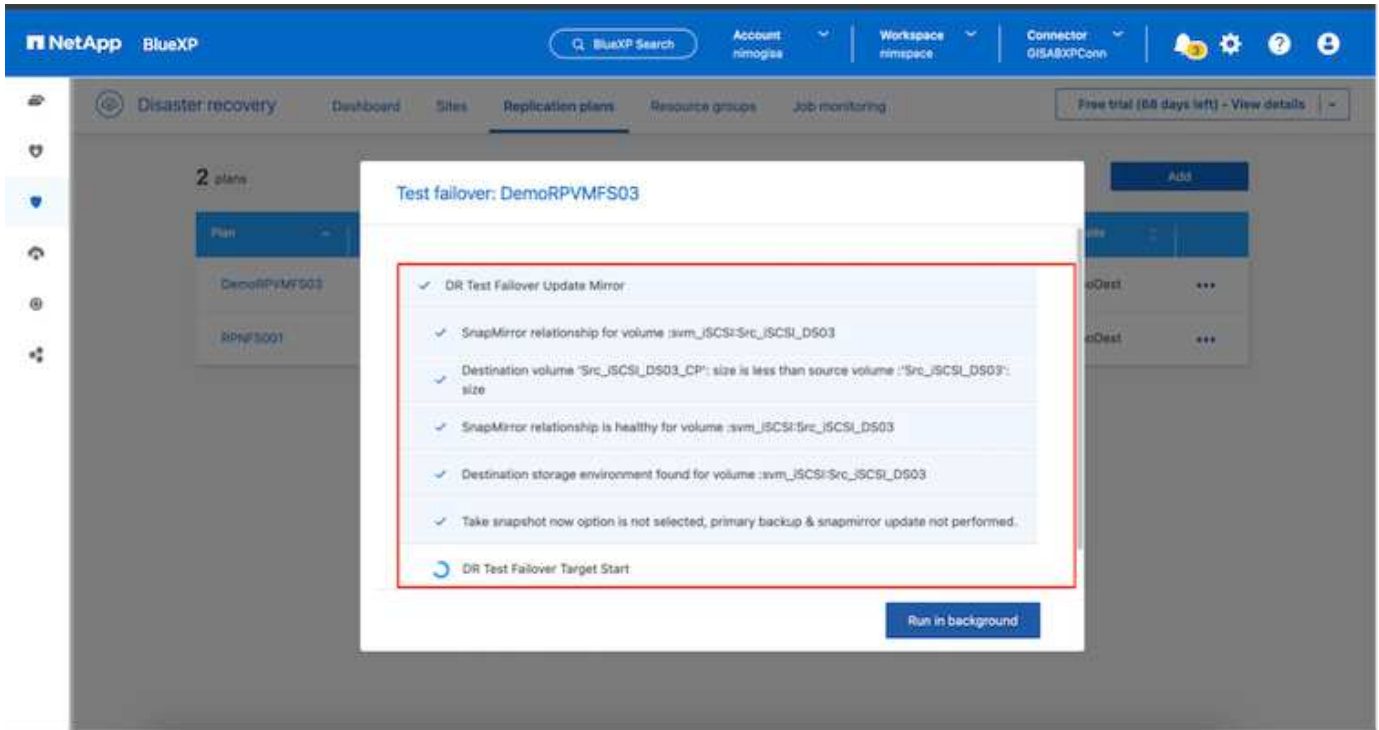 NetApp BlueXP
BlueXP Search
Account
nimogisa
Workspace
nimspace
Connector
GISABXPConn
3
Disaster recovery
Dashboard
Sites
Replication plans
Resource groups
Job monitoring
Free trial (68 days left) - View details
2 plans
Add
Test failover: DemoRPVMFS03
Plan
DemoRPVMFS03
RPNFS001
DR Test Failover Update Mirror
SnapMirror relationship for volume :svm_iSCSI:Src_iSCSI_DS03
Destination volume 'Src_iSCSI_DS03_CP': size is less than source volume :'Src_iSCSI_DS03':
size
SnapMirror relationship is healthy for volume :svm_iSCSI:Src_iSCSI_DS03
Destination storage environment found for volume :svm_iSCSI:Src_iSCSI_DS03
Take snapshot now option is not selected, primary backup & snapmirror update not performed.
DR Test Failover Target Start
Run in background